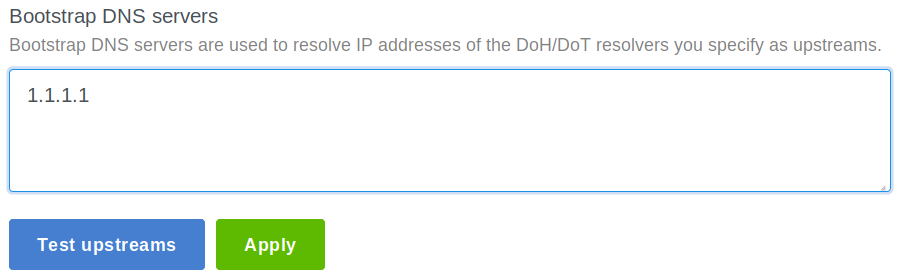 Bootstrap DNS servers
Bootstrap DNS servers are used to resolve IP addresses of the DoH/DoT resolvers you specify as upstreams.
1.1.1.1
Test upstreams
Apply